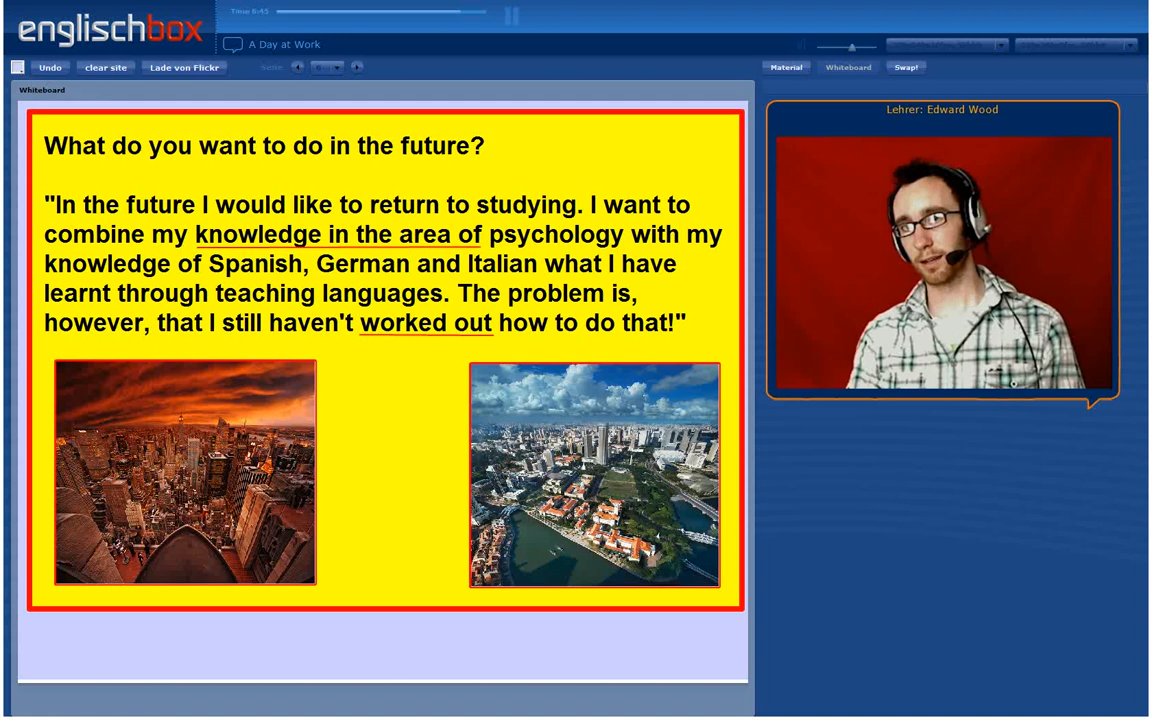 englischbox
Time 6:45
A Day at Work
Undo
clear site
Lade von Flickr
Material
Whiteboard
Swap!
Whiteboard
What do you want to do in the future?
"In the future I would like to return to studying. I want to
combine my knowledge in the area of psychology with my
knowledge of Spanish, German and Italian what I have
learnt through teaching languages. The problem is,
however, that I still haven't worked out how to do that!"
Lehrer: Edward Wood